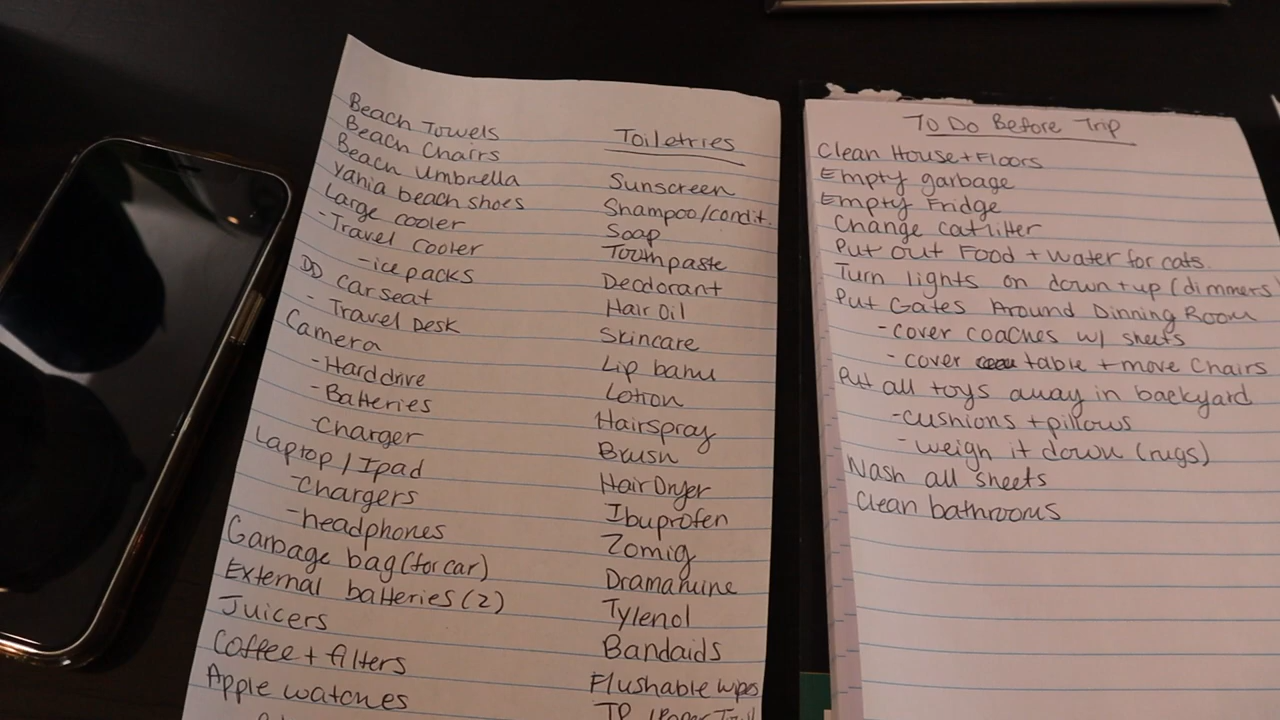 Beach Towels
Beach Chairs
Beach Umbrella
Vania beach shoes
Large cooler
-Travel cooler
-ice packs
DD car seat
- Travel Desk
Camera
-Hard drive
-Batteries
-Charger
Laptop / Ipad
-Chargers
-headphones
Garbage bag (for car)
External batteries (2)
Juicers
Coffee + filters
Apple watches
Toiletries
Sunscreen
Shampoo/condit.
Soap
Toothpaste
Deodorant
Hair Oil
Skincare
Lip balm
Lotion
Hairspray
Brush
Hair Dryer
Ibuprofen
Zomig
Dramamine
Tylenol
Bandaids
Flushable wipes
TP
To Do Before Trip
Clean House + Floors
Empty garbage
Empty Fridge
Change catlitter
Put out Food + water for cats.
Turn lights on down + up (dimmers)
Put Gates Around Dinning Room
-cover coaches w/ sheets
- cover table + move Chairs
Put all toys away in backyard
-cushions + pillows
- weigh it down (rugs)
Wash all sheets
Clean bathrooms